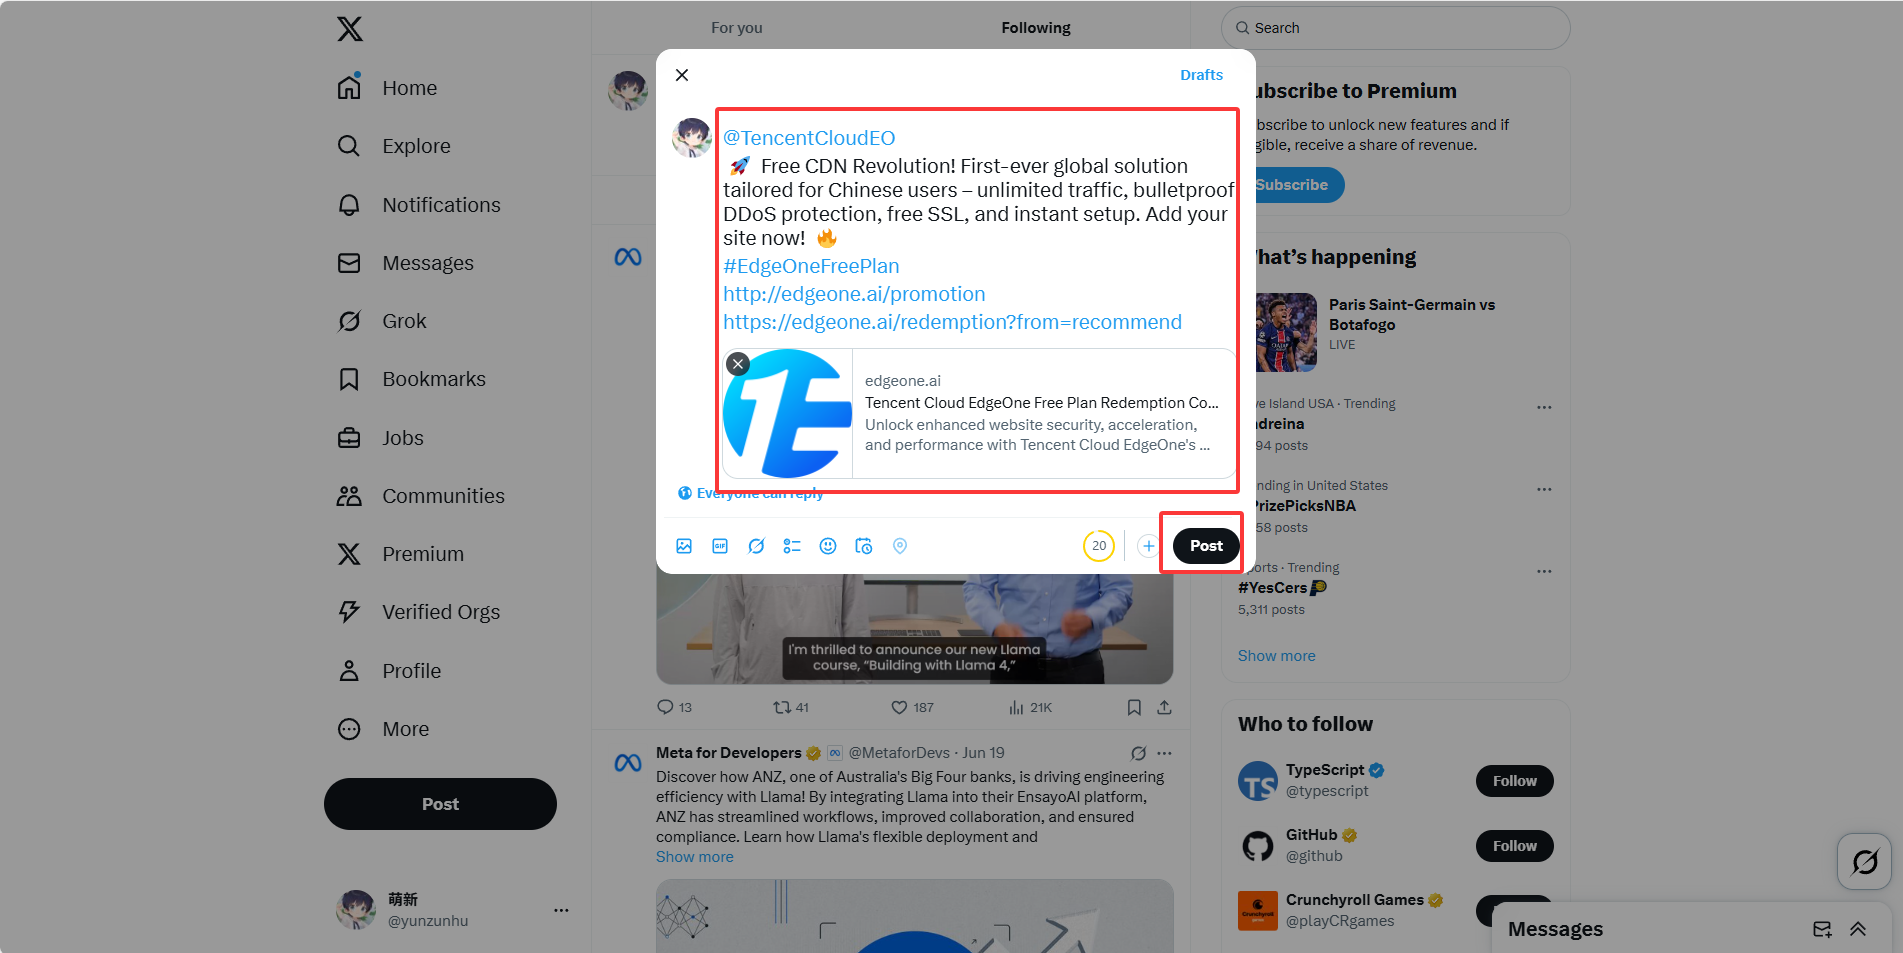 For you
Following
Search
Home
Explore
Notifications
Messages
Grok
Bookmarks
Jobs
Communities
Premium
Verified Orgs
Profile
More
Post
萌新
@yunzunhu
Drafts
@TencentCloudEO
🚀 Free CDN Revolution! First-ever global solution
tailored for Chinese users – unlimited traffic, bulletproof
DDoS protection, free SSL, and instant setup. Add your
site now! 🔥
#EdgeOneFreePlan
http://edgeone.ai/promotion
https://edgeone.ai/redemption?from=recommend
edgeone.ai
Tencent Cloud EdgeOne Free Plan Redemption Co...
Unlock enhanced website security, acceleration,
and performance with Tencent Cloud EdgeOne's ...
Everyone can reply
GIF
20
Post
I'm thrilled to announce our new Llama
course, “Building with Llama 4,”
13
41
187
21K
Meta for Developers @MetaforDevs · Jun 19
Discover how ANZ, one of Australia's Big Four banks, is driving engineering
efficiency with Llama! By integrating Llama into their EnsayoAI platform,
ANZ has streamlined workflows, improved collaboration, and ensured
compliance. Learn how Llama's flexible deployment and
Show more
ubscribe to Premium
bscribe to unlock new features and if
gible, receive a share of revenue.
Subscribe
hat's happening
Paris Saint-Germain vs
Botafogo
LIVE
ve Island USA · Trending
ndreina
94 posts
nding in United States
PrizePicksNBA
58 posts
orts · Trending
#YesCers
5,311 posts
Show more
Who to follow
TS
TypeScript
@typescript
Follow
GitHub
@github
Follow
crunchyroll
Crunchyroll Games
@playCRgames
Messages